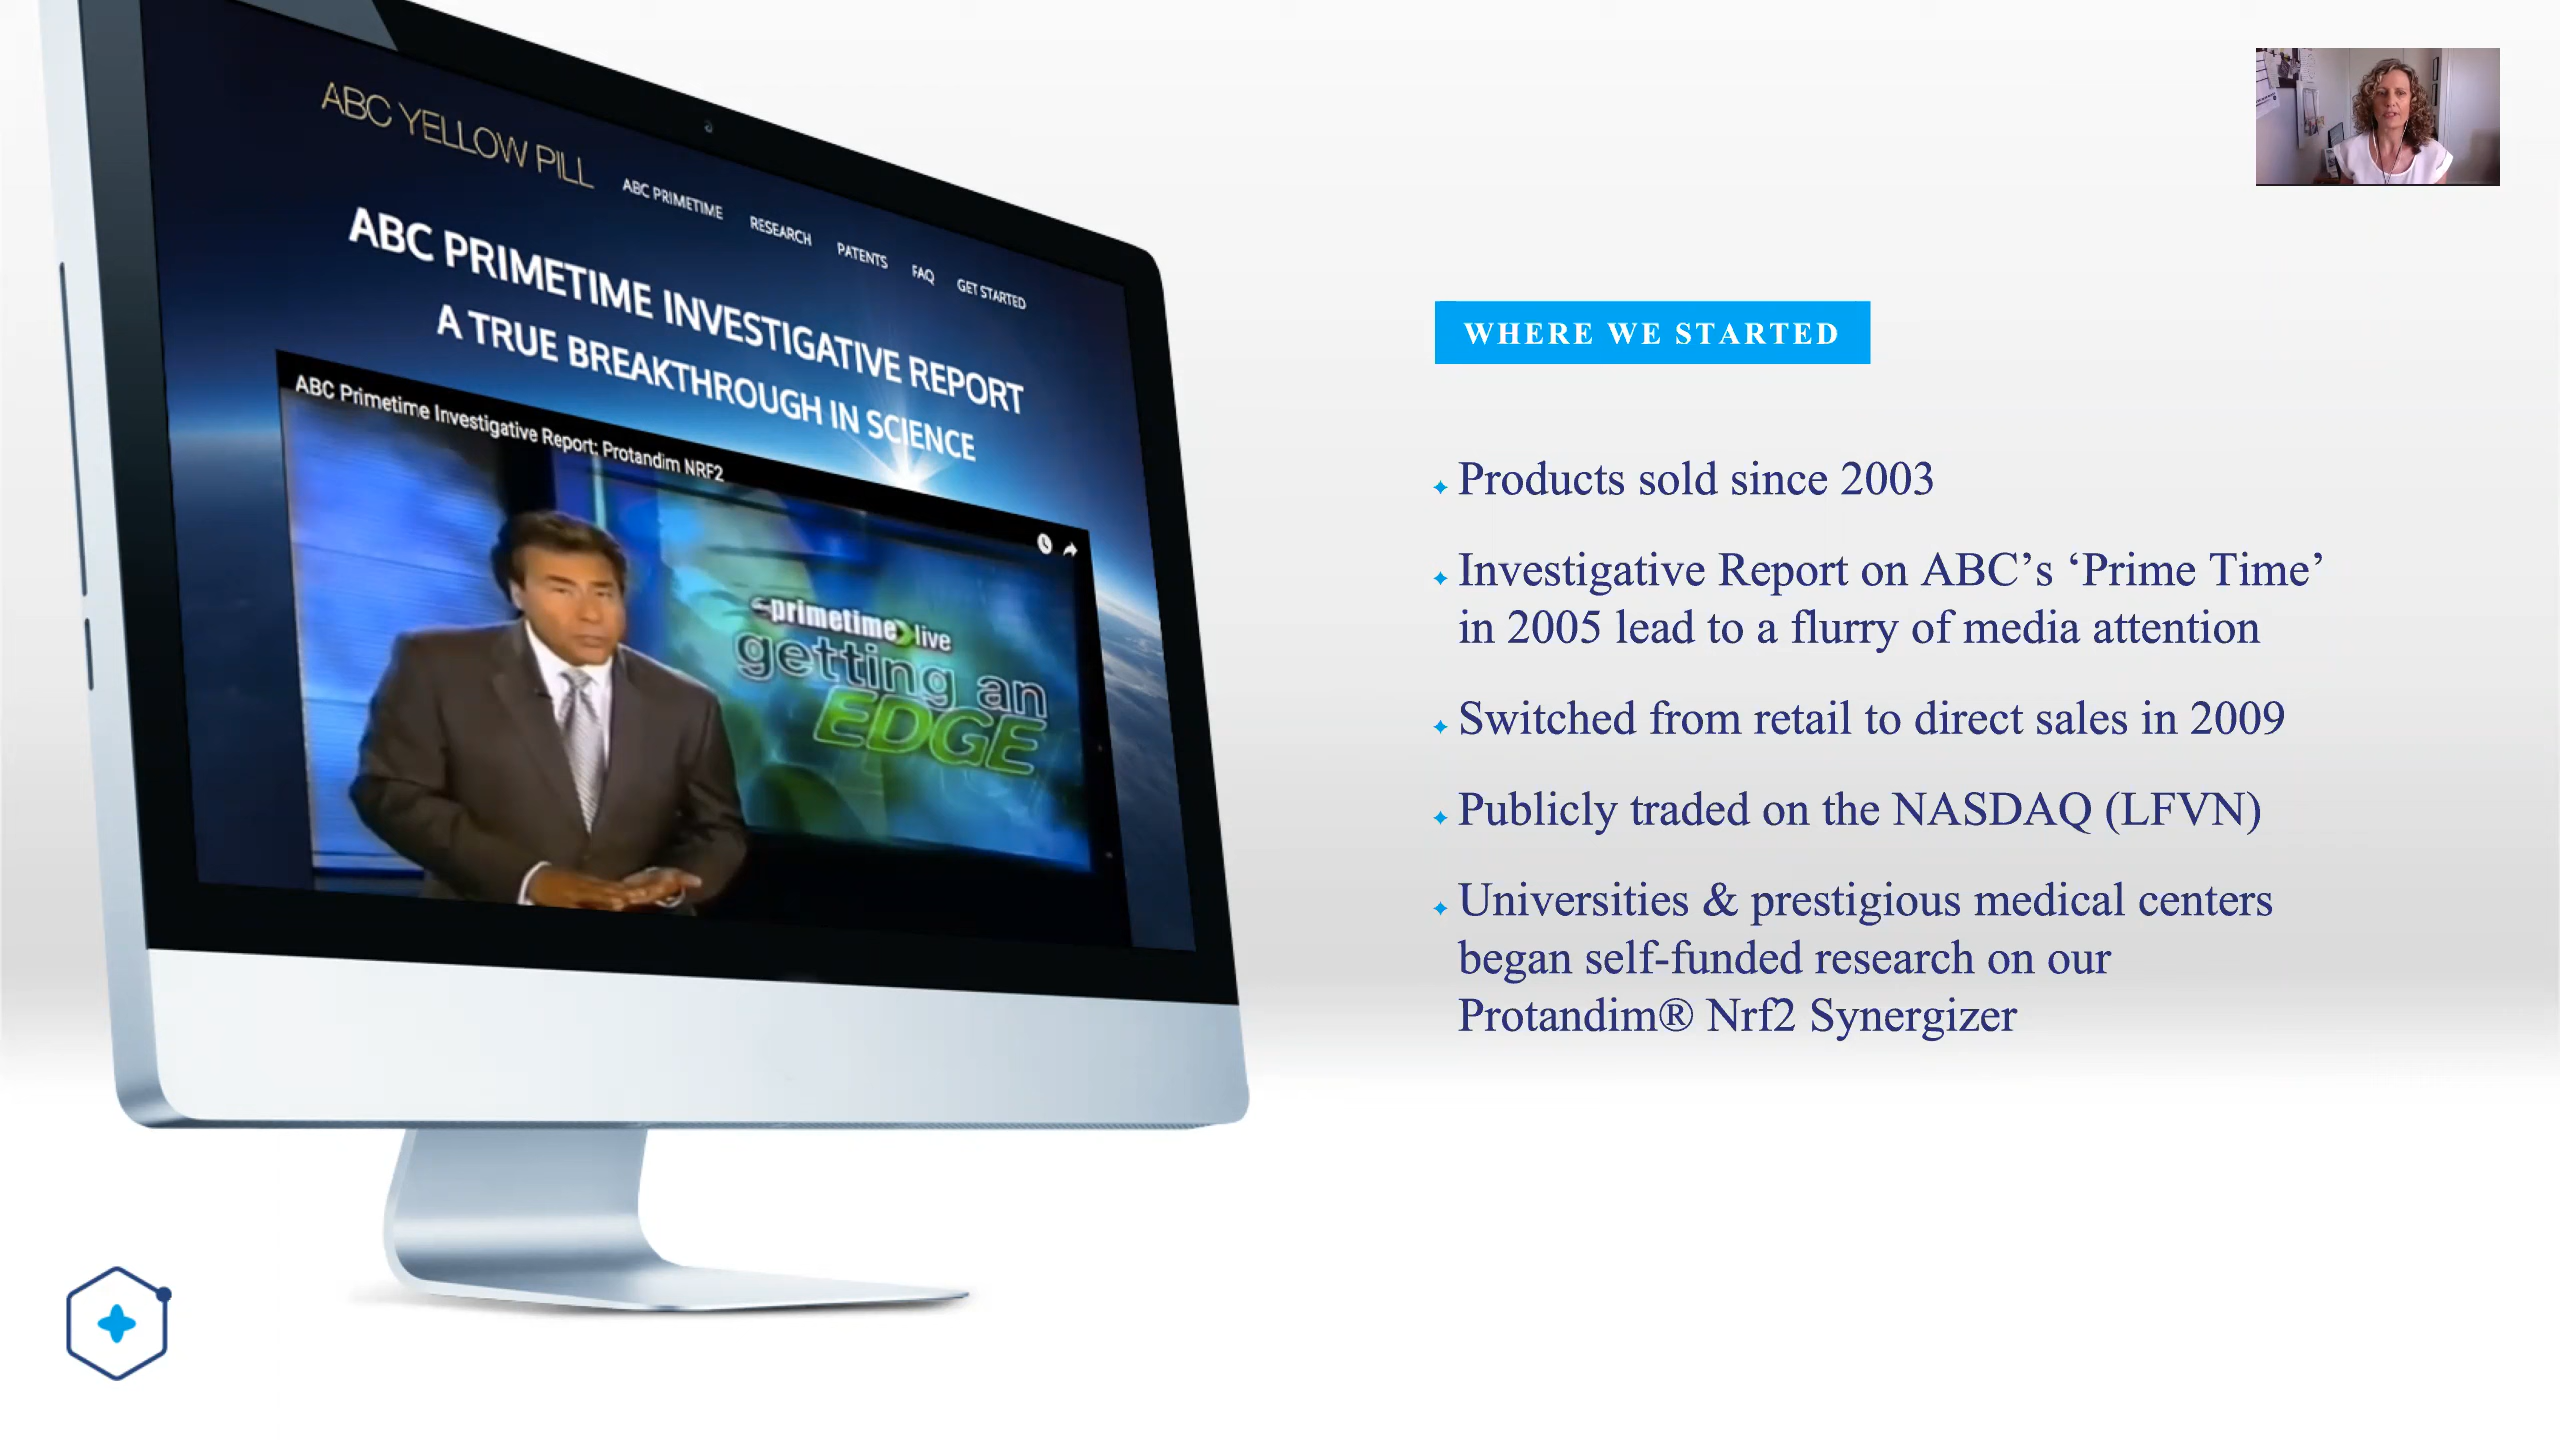 ABC YELLOW PILL
ABC PRIMETIME RESEARCH PATENTS FAQ GET STARTED
ABC PRIMETIME INVESTIGATIVE REPORT
A TRUE BREAKTHROUGH IN SCIENCE
ABC Primetime Investigative Report: Protandim NRF2
primetime live
getting an
EDGE
WHERE WE STARTED
Products sold since 2003
Investigative Report on ABC’s ‘Prime Time’
in 2005 lead to a flurry of media attention
Switched from retail to direct sales in 2009
Publicly traded on the NASDAQ (LFVN)
Universities & prestigious medical centers
began self-funded research on our
Protandim® Nrf2 Synergizer